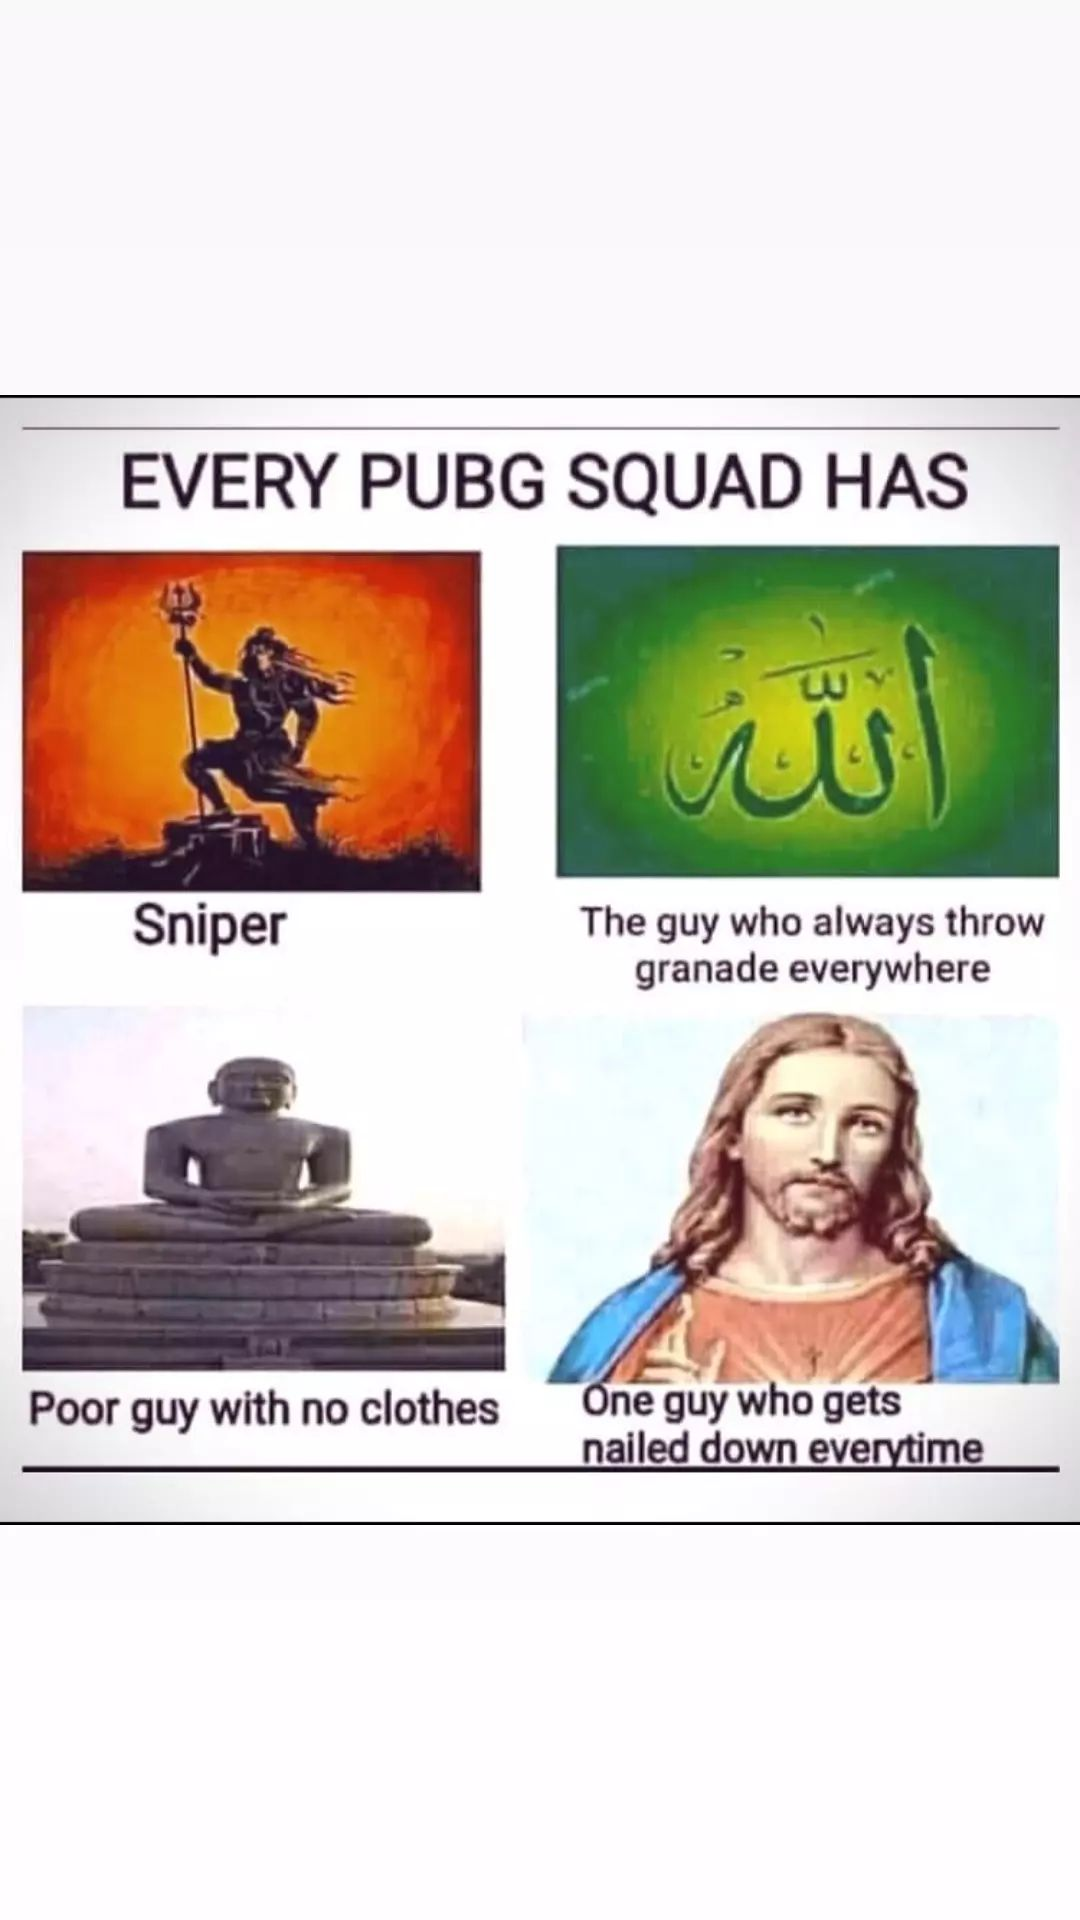 EVERY PUBG SQUAD HAS
الله
Sniper
The guy who always throw
granade everywhere
Poor guy with no clothes
One guy who gets
nailed down everytime